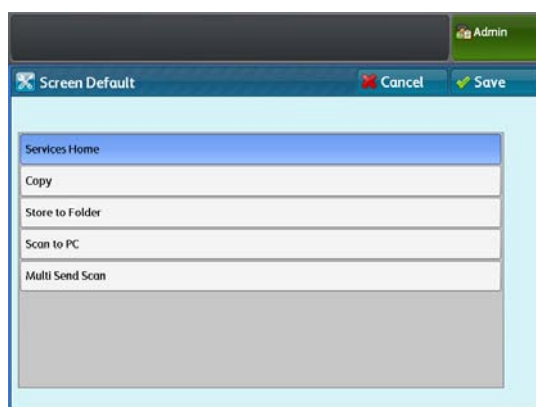 Admin
Screen Default Cancel Save
Services Home
Copy
Store to Folder
Scan to PC
Multi Send Scan